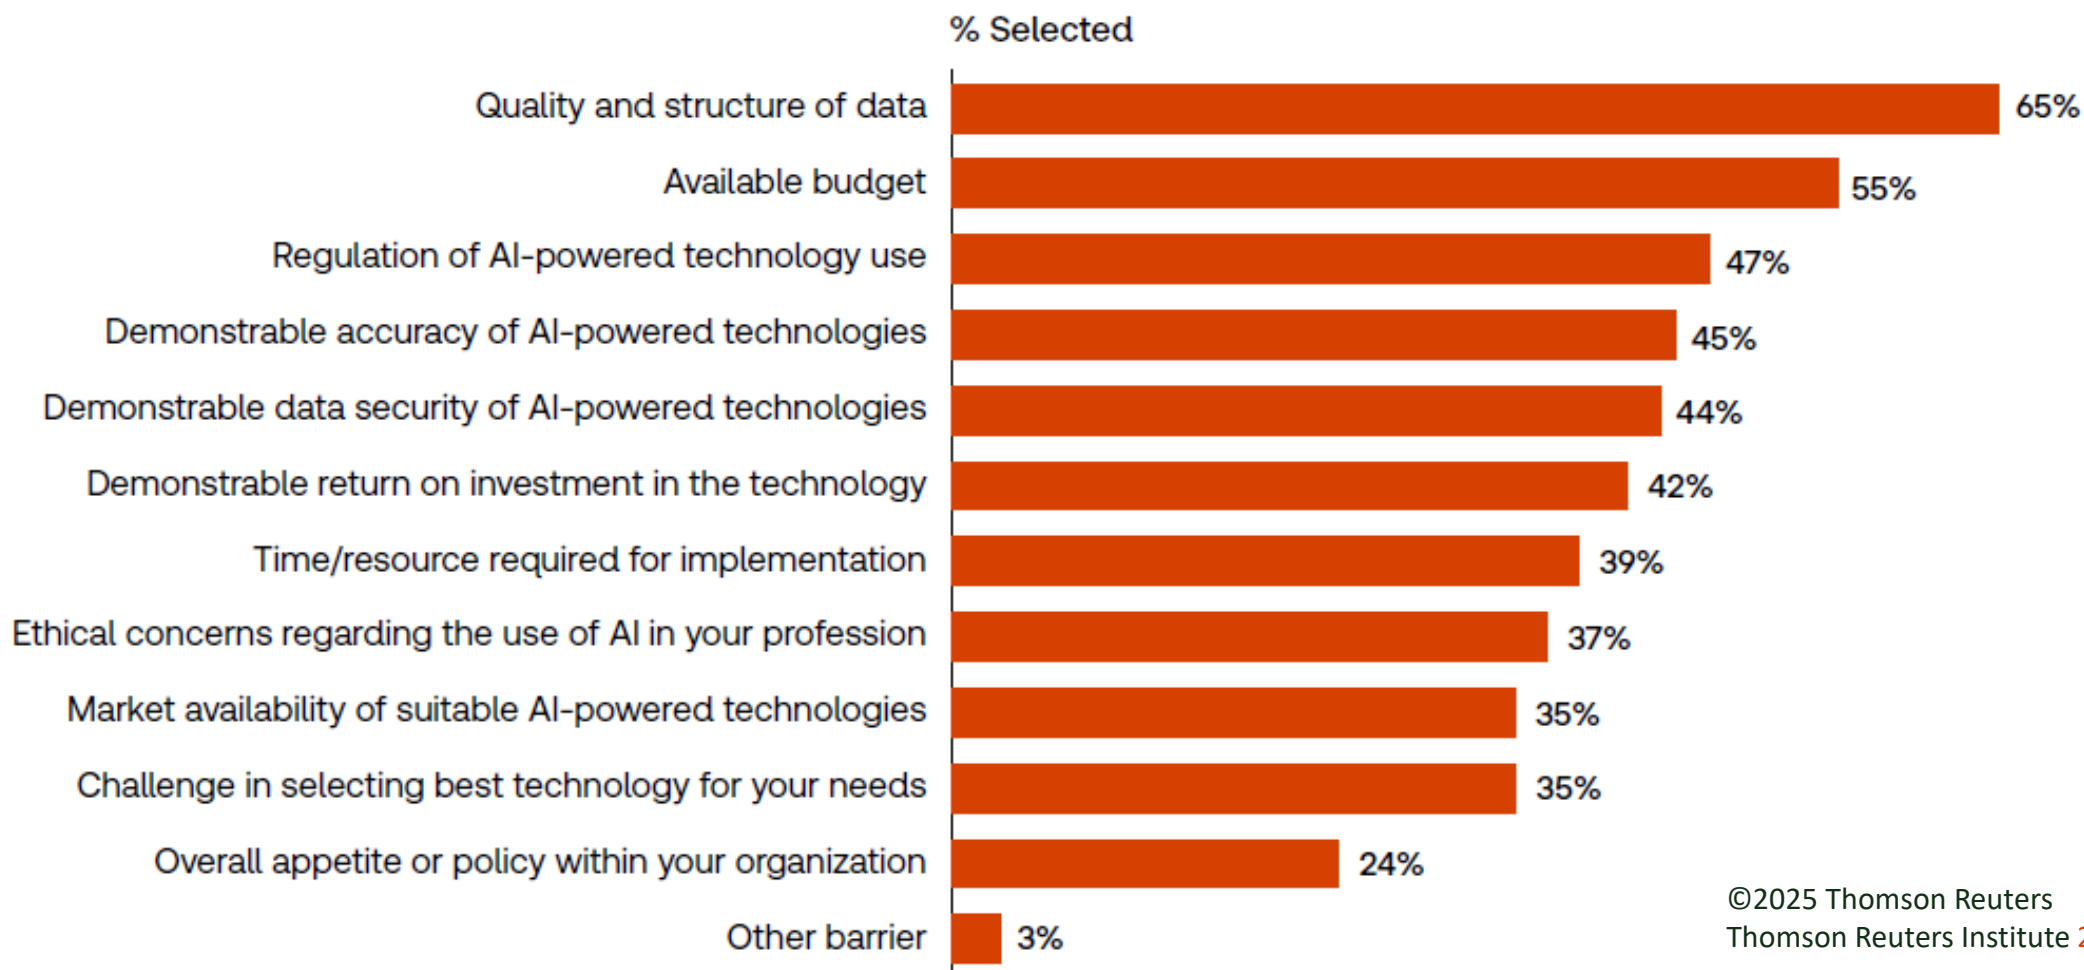 % Selected
Quality and structure of data 65%
Available budget 55%
Regulation of AI-powered technology use 47%
Demonstrable accuracy of AI-powered technologies 45%
Demonstrable data security of AI-powered technologies 44%
Demonstrable return on investment in the technology 42%
Time/resource required for implementation 39%
Ethical concerns regarding the use of AI in your profession 37%
Market availability of suitable AI-powered technologies 35%
Challenge in selecting best technology for your needs 35%
Overall appetite or policy within your organization 24%
Other barrier 3%
©2025 Thomson Reuters
Thomson Reuters Institute